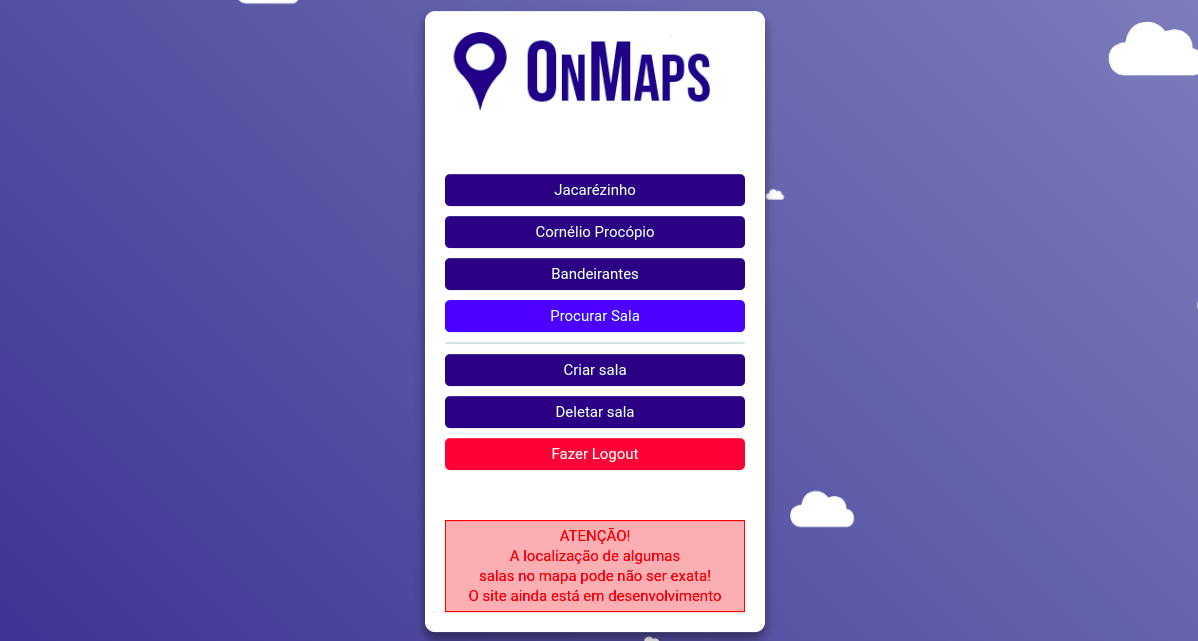 OnMaps
Jacarézinho
Cornélio Procópio
Bandeirantes
Procurar Sala
Criar sala
Deletar sala
Fazer Logout
ATENÇÃO!
A localização de algumas
salas no mapa pode não ser exata!
O site ainda está em desenvolvimento